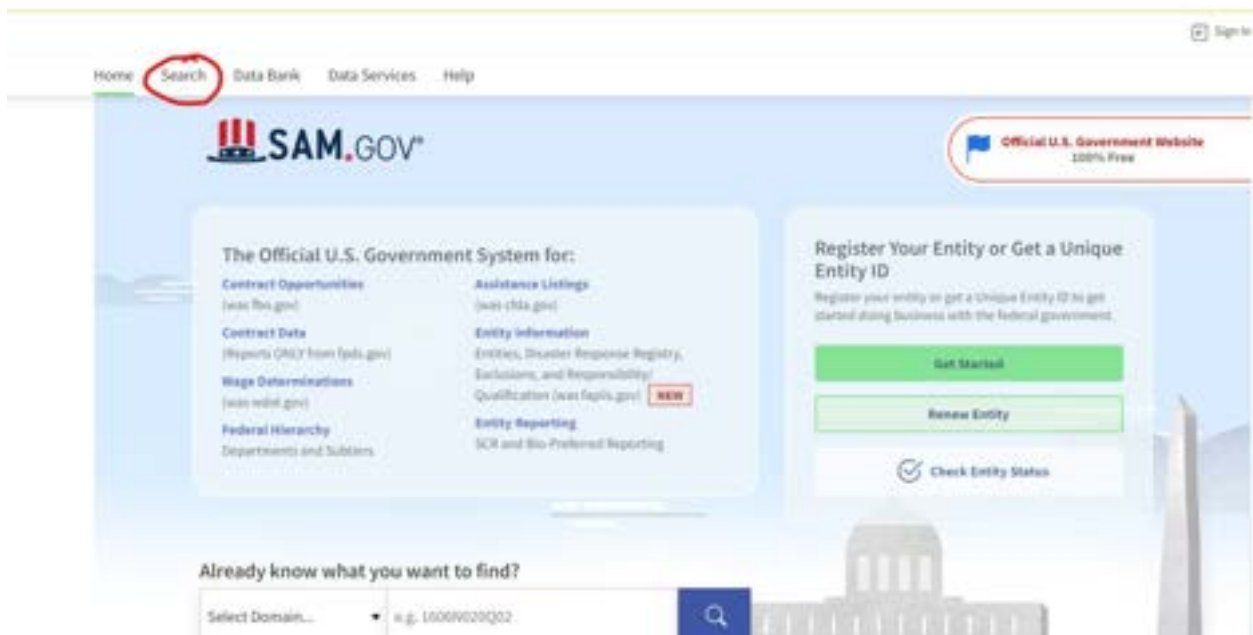 Sign In
Home Search Data Bank Data Services Help
SAM.GOV®
Official U.S. Government Website
100% Free
The Official U.S. Government System for:
Contract Opportunities
(was fbo.gov)
Contract Data
(Reports ONLY from fpds.gov)
Wage Determinations
(was wdol.gov)
Federal Hierarchy
Departments and Subtiers
Assistance Listings
(was cfda.gov)
Entity Information
Entities, Disaster Response Registry,
Exclusions, and Responsibility/
Qualification (was fapiis.gov) NEW
Entity Reporting
SCR and Bio-Preferred Reporting
Register Your Entity or Get a Unique
Entity ID
Register your entity or get a Unique Entity ID to get
started doing business with the federal government.
Get Started
Renew Entity
Check Entity Status
Already know what you want to find?
Select Domain... e.g. 1606N020Q02